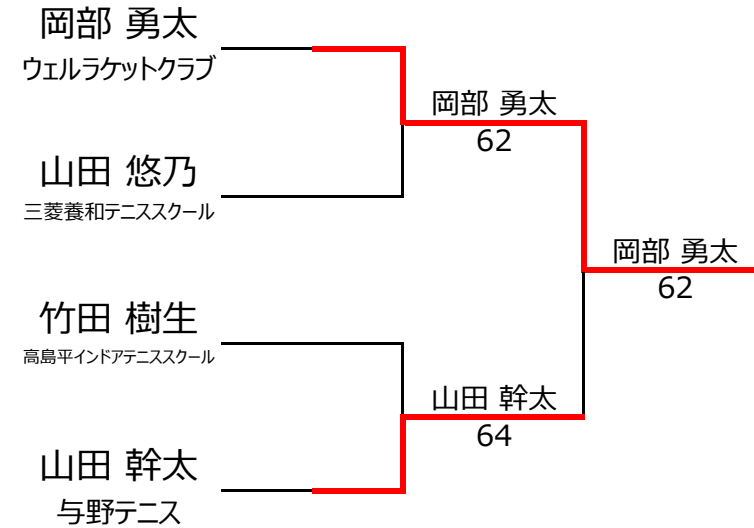 岡部 勇太
ウェルラケットクラブ
岡部 勇太
62
山田 悠乃
三菱養和テニススクール
岡部 勇太
62
竹田 樹生
高島平インドアテニススクール
山田 幹太
64
山田 幹太
与野テニス